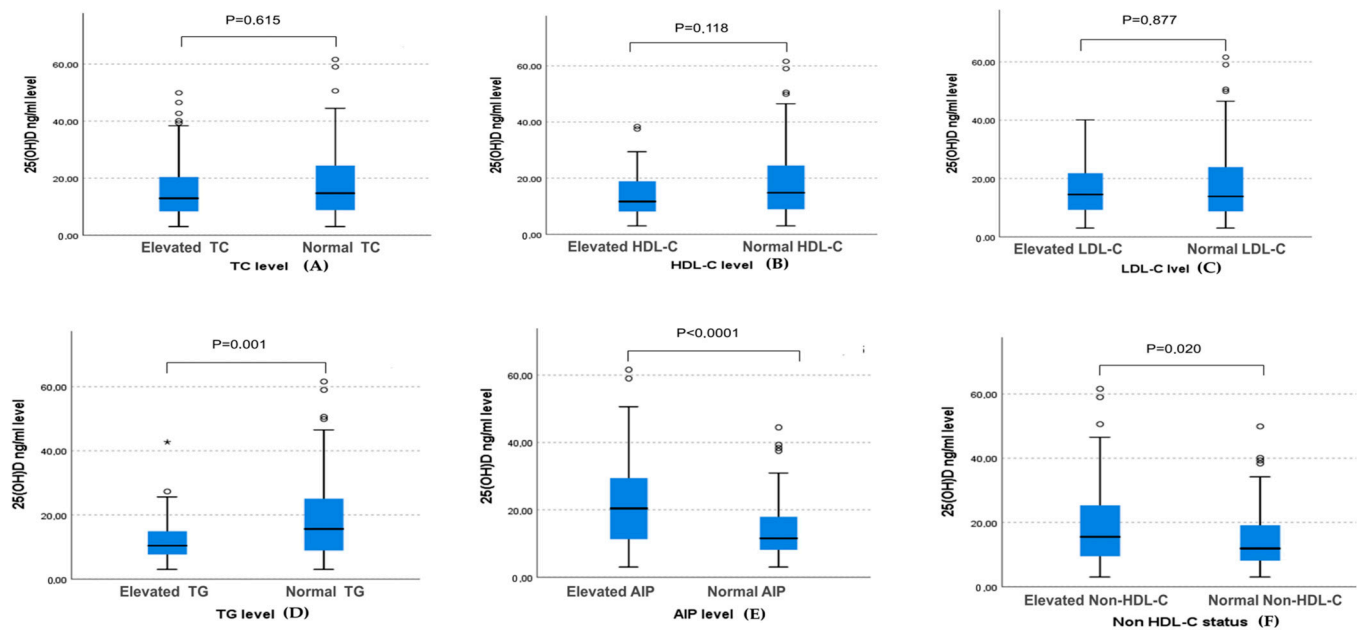 P=0.615
25(OH)D ng/ml level
60.00
40.00
20.00
0.00
Elevated TC Normal TC
TC level (A)
P=0.118
25(OH)D ng/ml level
60.00
40.00
20.00
0.00
Elevated HDL-C Normal HDL-C
HDL-C level (B)
P=0.877
25(OH)D ng/ml level
60.00
40.00
20.00
0.00
Elevated LDL-C Normal LDL-C
LDL-C lvel (C)
P=0.001
25(OH)D ng/ml level
60.00
40.00
20.00
0.00
Elevated TG Normal TG
TG level (D)
P<0.0001
25(OH)D ng/ml level
60.00
40.00
20.00
0.00
Elevated AIP Normal AIP
AIP level (E)
P=0.020
25(OH)D ng/ml level
60.00
40.00
20.00
0.00
Elevated Non-HDL-C Normal Non-HDL-C
Non HDL-C status (F)